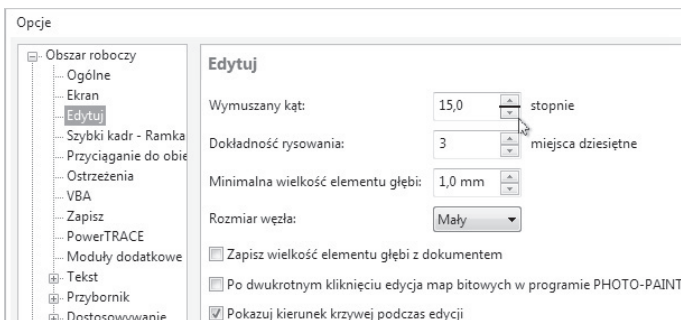 Opcje
Obszar roboczy
Ogólne
Ekran
Edytuj
Szybki kadr - Ramka
Przyciąganie do obie
Ostrzeżenia
VBA
Zapisz
PowerTRACE
Moduły dodatkowe
Tekst
Przybornik
Dostosowywanie
Edytuj
Wymuszany kąt: 15,0 stopnie
Dokładność rysowania: 3 miejsca dziesiętne
Minimalna wielkość elementu głębi: 1,0 mm
Rozmiar węzła: Mały
Zapisz wielkość elementu głębi z dokumentem
Po dwukrotnym kliknięciu edycja map bitowych w programie PHOTO-PAINT
Pokazuj kierunek krzywej podczas edycji